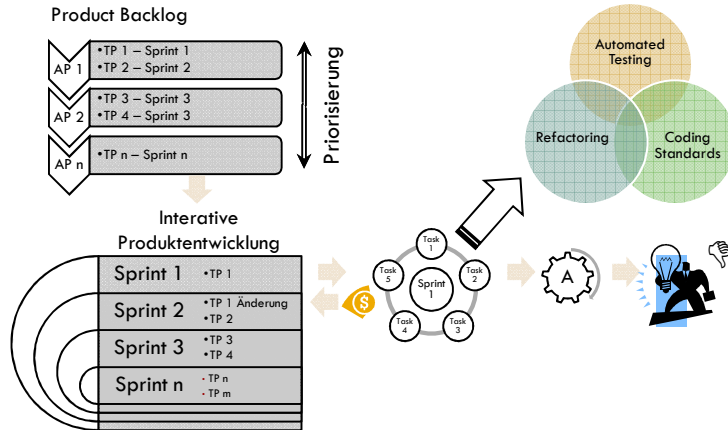 Product Backlog
AP 1
•TP 1 – Sprint 1
•TP 2 – Sprint 2
AP 2
•TP 3 – Sprint 3
•TP 4 – Sprint 3
AP n
•TP n – Sprint n
Priorisierung
Automated
Testing
Refactoring
Coding
Standards
Interative
Produktentwicklung
Sprint 1
•TP 1
Sprint 2
•TP 1 Änderung
•TP 2
Sprint 3
•TP 3
•TP 4
Sprint n
•TP n
•TP m
Task
1
Task
2
Task
3
Task
4
Task
5
Sprint
1
$
A